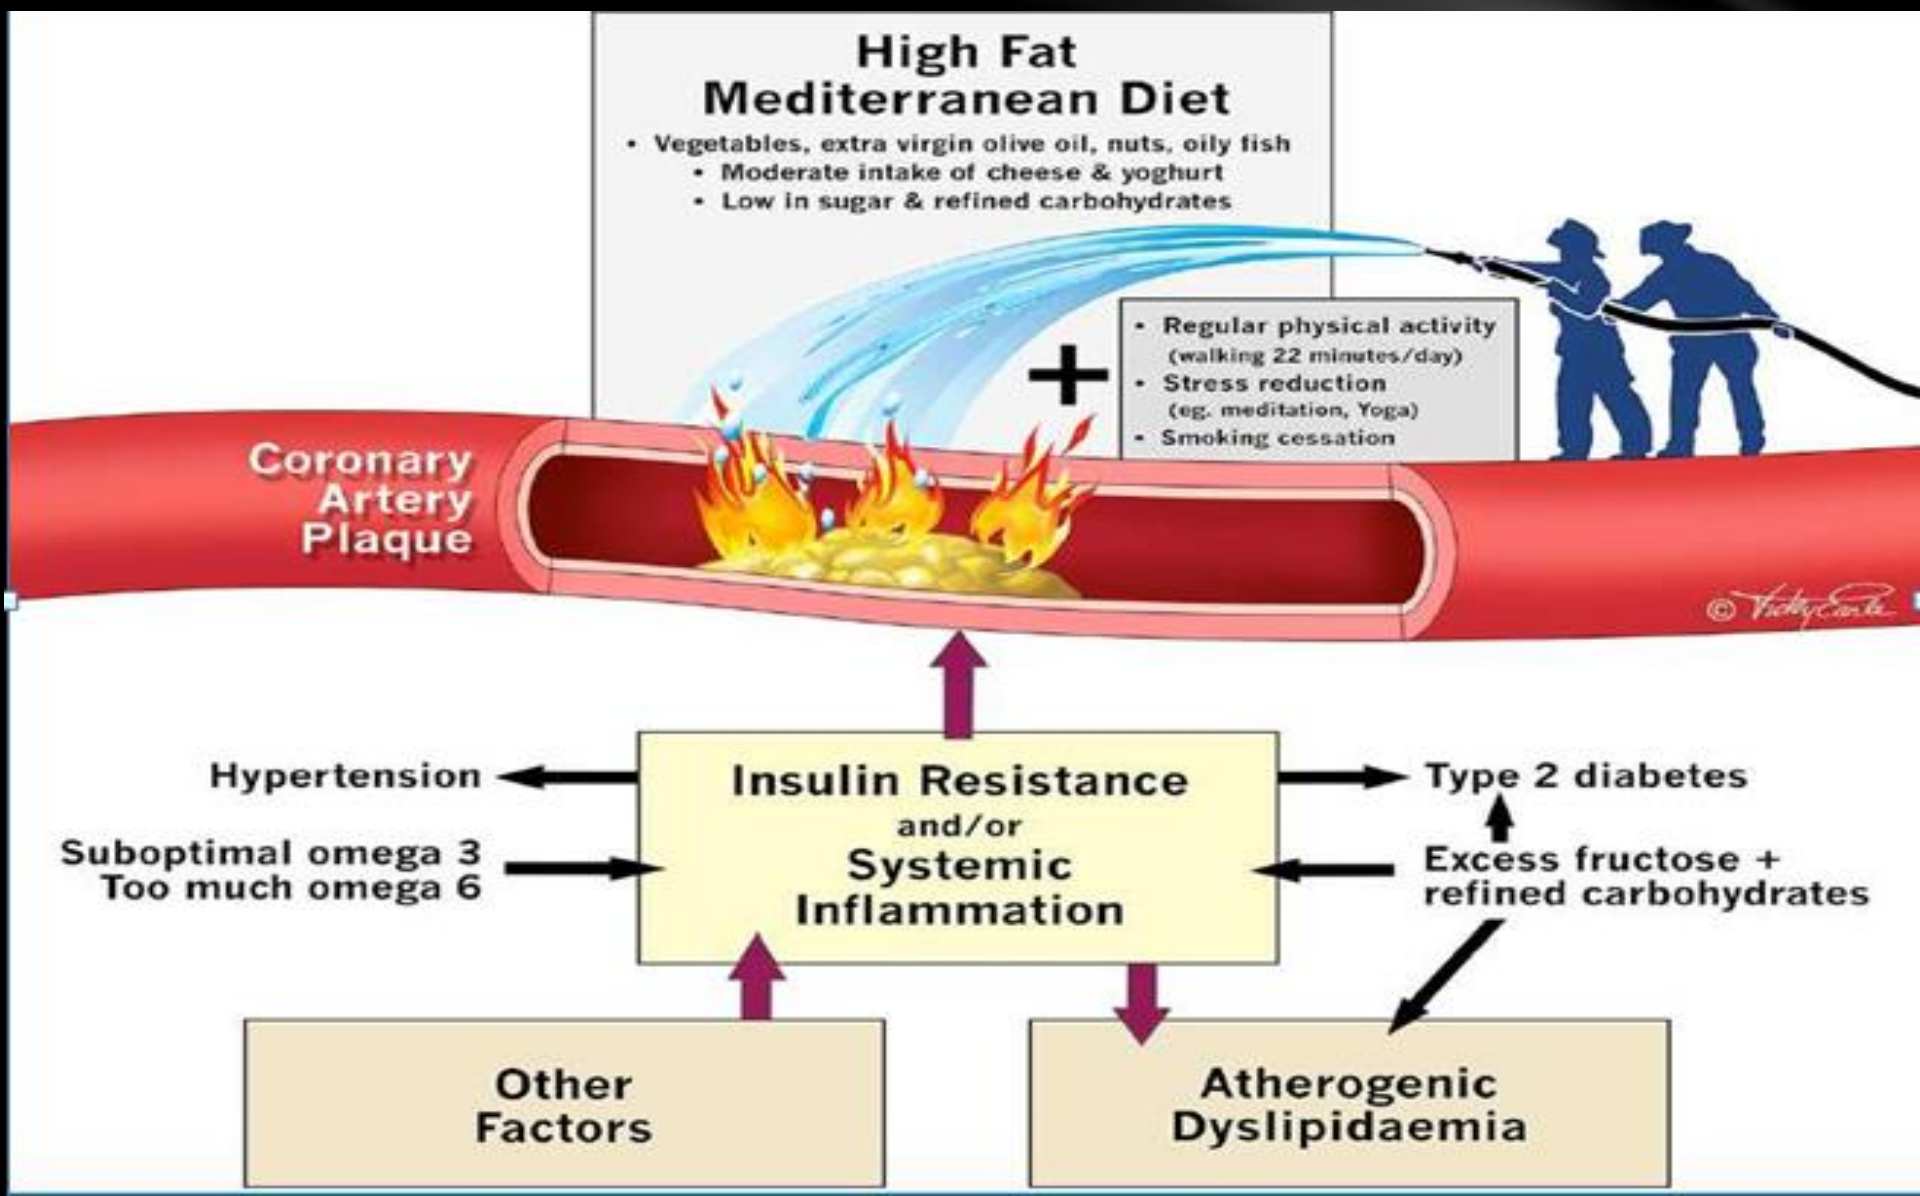 High Fat
Mediterranean Diet
• Vegetables, extra virgin olive oil, nuts, oily fish
• Moderate intake of cheese & yoghurt
• Low in sugar & refined carbohydrates
+
• Regular physical activity
(walking 22 minutes/day)
• Stress reduction
(eg. meditation, Yoga)
• Smoking cessation
Coronary
Artery
Plaque
©
Hypertension
Suboptimal omega 3
Too much omega 6
Insulin Resistance
and/or
Systemic
Inflammation
Type 2 diabetes
Excess fructose +
refined carbohydrates
Other
Factors
Atherogenic
Dyslipidaemia